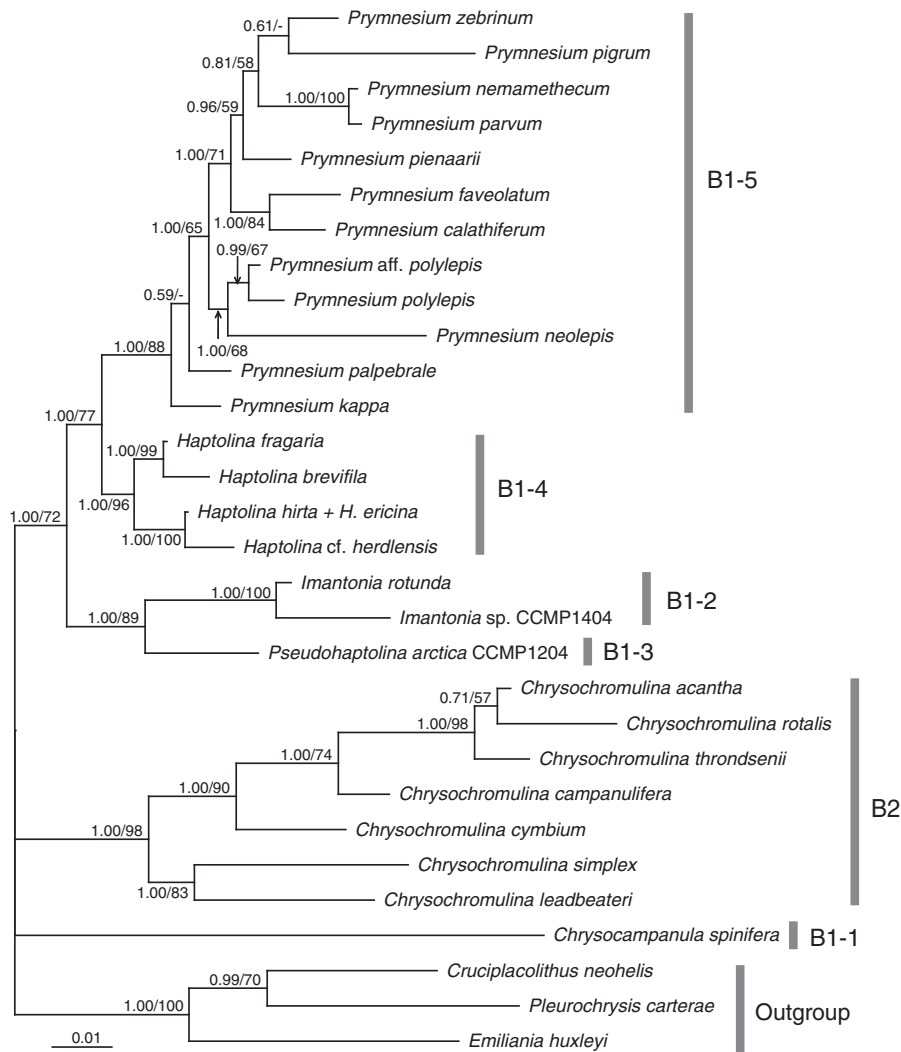 0.61/-
Prymnesium zebrinum
Prymnesium pigrum
0.81/58
1.00/100
Prymnesium nemamethecum
Prymnesium parvum
0.96/59
Prymnesium pienaarii
1.00/71
B1-5
Prymnesium faveolatum
1.00/84
Prymnesium calathiferum
1.00/65
0.99/67
Prymnesium aff. polylepis
Prymnesium polylepis
0.59/-
Prymnesium neolepis
1.00/68
1.00/88
Prymnesium palpebrale
Prymnesium kappa
1.00/77
Haptolina fragaria
1.00/99
Haptolina brevifila
B1-4
1.00/96
Haptolina hirta + H. ericina
1.00/72
1.00/100
Haptolina cf. herdlensis
Imantonia rotunda
1.00/100
B1-2
Imantonia sp. CCMP1404
1.00/89
Pseudohaptolina arctica CCMP1204
B1-3
Chrysochromulina acantha
0.71/57
Chrysochromulina rotalis
1.00/98
Chrysochromulina throndsenii
1.00/74
Chrysochromulina campanulifera
1.00/90
B2
Chrysochromulina cymbium
1.00/98
Chrysochromulina simplex
1.00/83
Chrysochromulina leadbeateri
Chrysocampanula spinifera
B1-1
Cruciplacolithus neohelis
0.99/70
Pleurochrysis carterae
1.00/100
Outgroup
Emiliania huxleyi
0.01